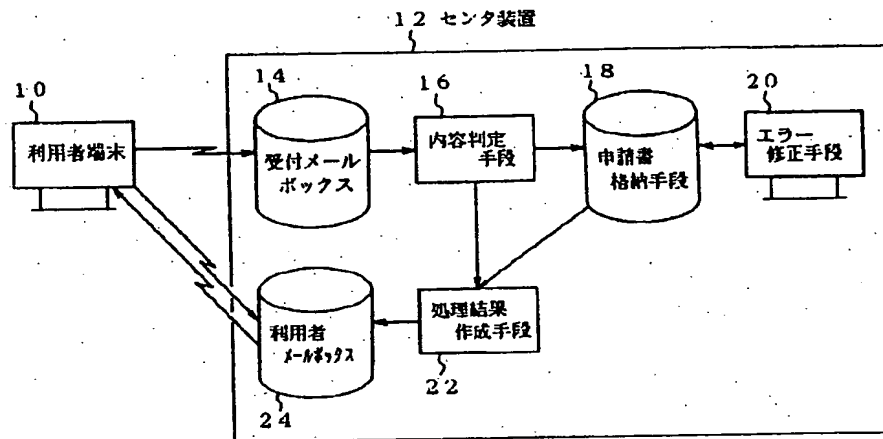 12 センタ装置
10
利用者端末
14
受付メール
ボックス
16
内容判定
手段
18
申請書
格納手段
20
エラー
修正手段
利用者
メールボックス
24
処理結果
作成手段
22